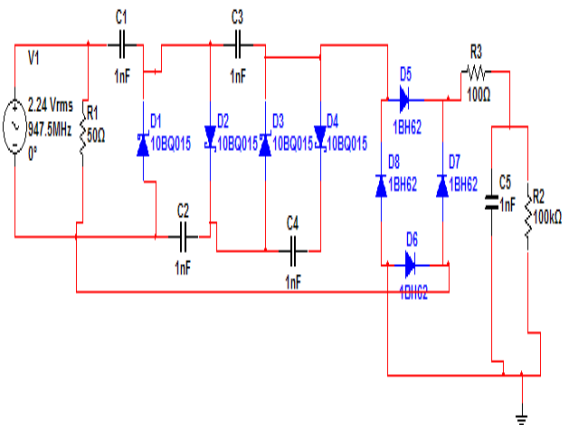 V1
2.24 Vrms
947.5MHz
0°
R1
50Ω
C1
1nF
C3
1nF
D1
10BQ015
D2
10BQ015
D3
10BQ015
D4
10BQ015
C2
1nF
C4
1nF
D5
1BH62
D8
1BH62
D7
1BH62
D6
1BH62
R3
100Ω
C5
1nF
R2
100kΩ